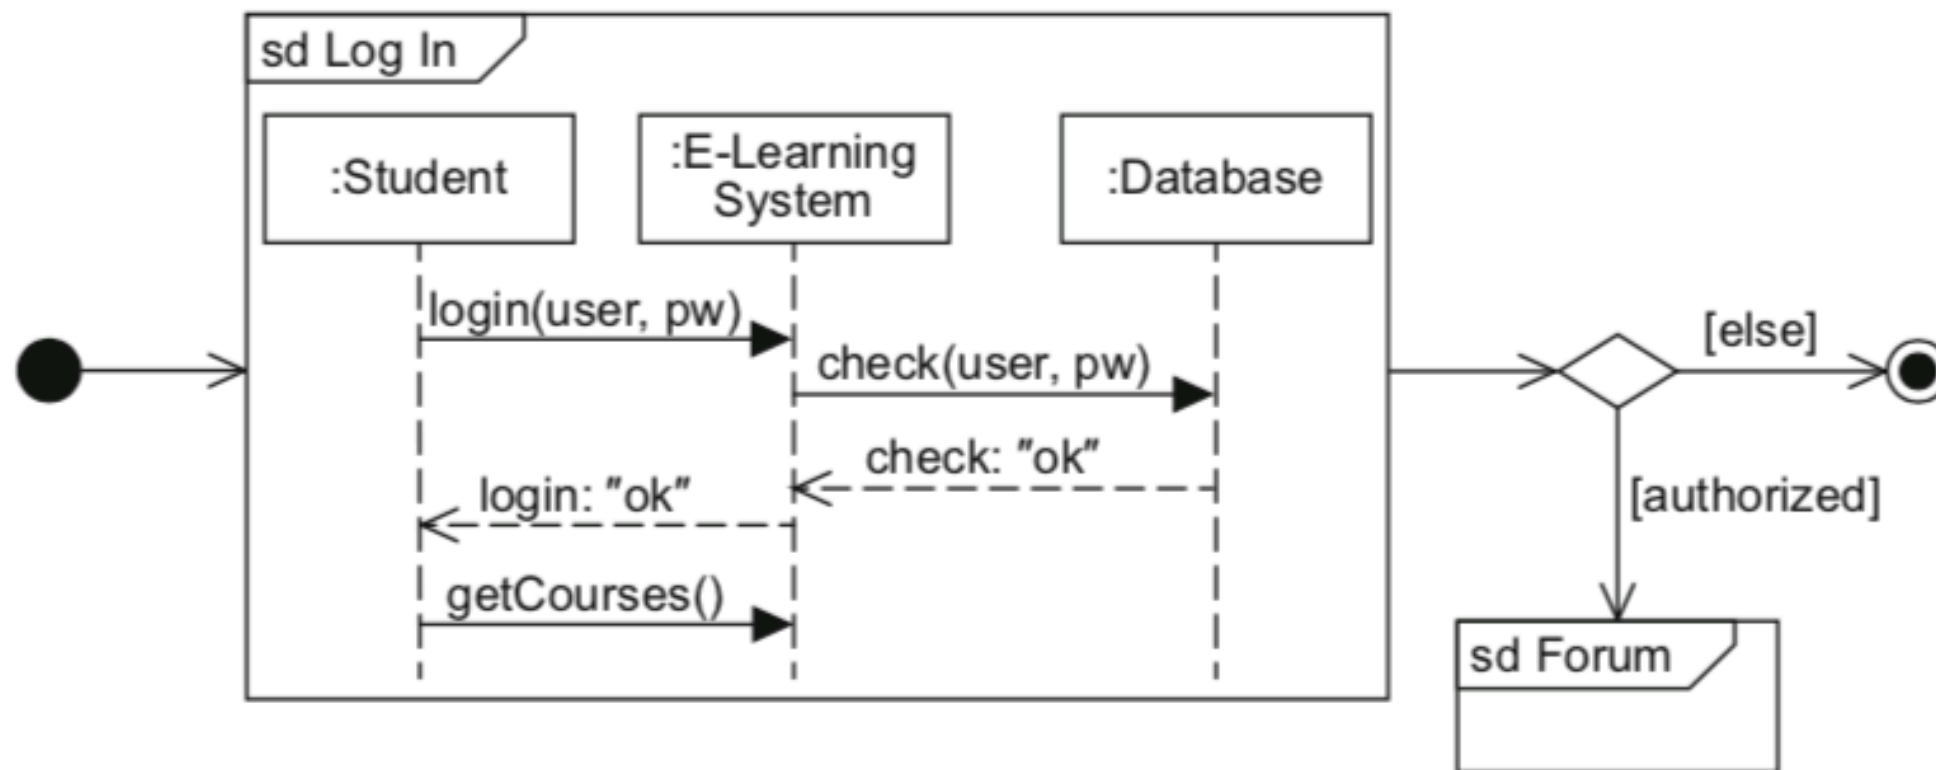 sd Log In
:Student
:E-Learning
System
:Database
login(user, pw)
check(user, pw)
check: "ok"
login: "ok"
getCourses()
[else]
[authorized]
sd Forum